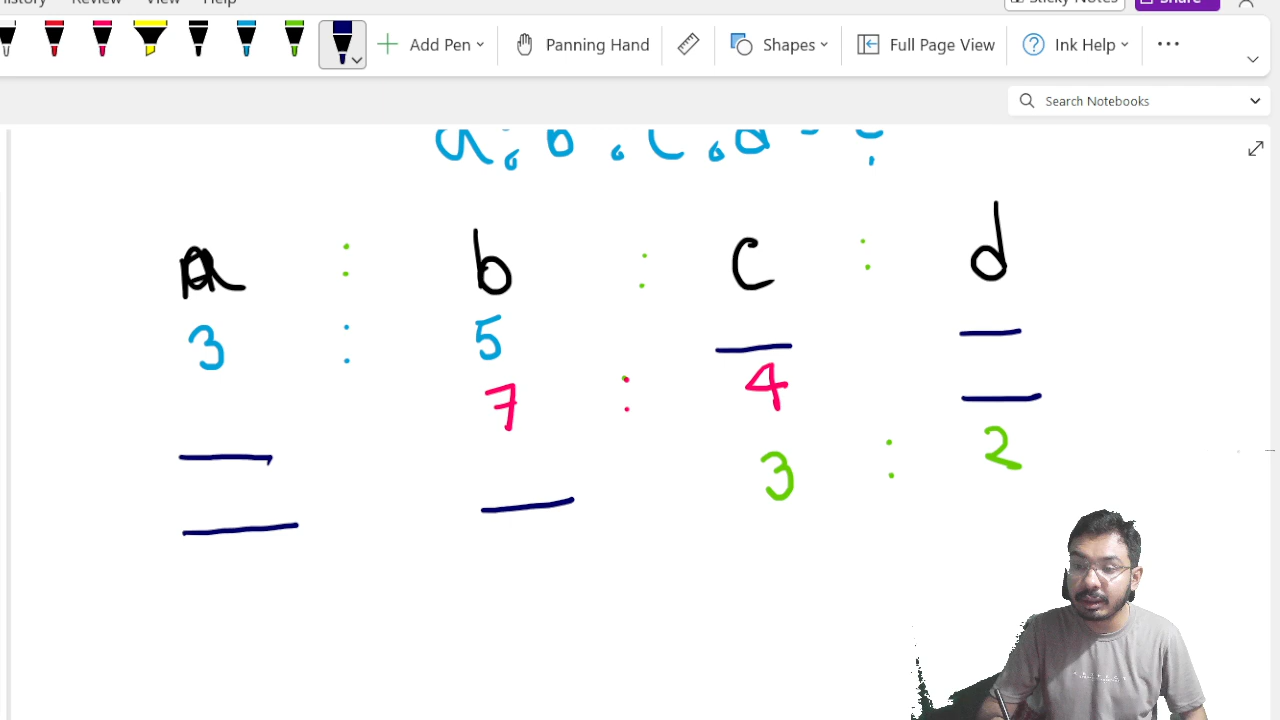 History Review View Help Sticky Notes Share
Add Pen Panning Hand Shapes Full Page View Ink Help
Search Notebooks
a : b : c : d = ?
a : b : c : d
3 : 5
7 : 4
3 : 2